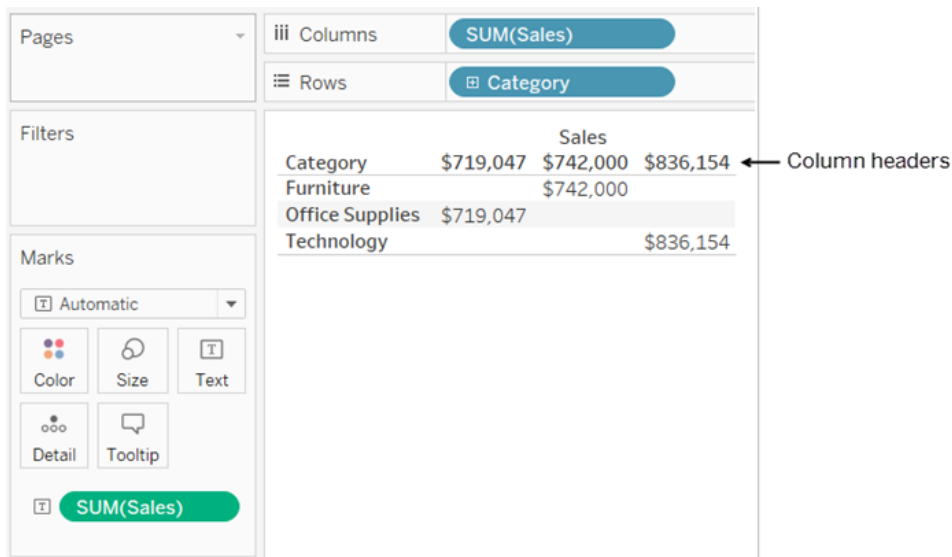 Pages
iii Columns
SUM(Sales)
Rows
Category
Filters
Sales
Category $719,047 $742,000 $836,154
Column headers
Furniture $742,000
Office Supplies $719,047
Technology $836,154
Marks
T Automatic
Color
Size
T
Text
Detail
Tooltip
T SUM(Sales)